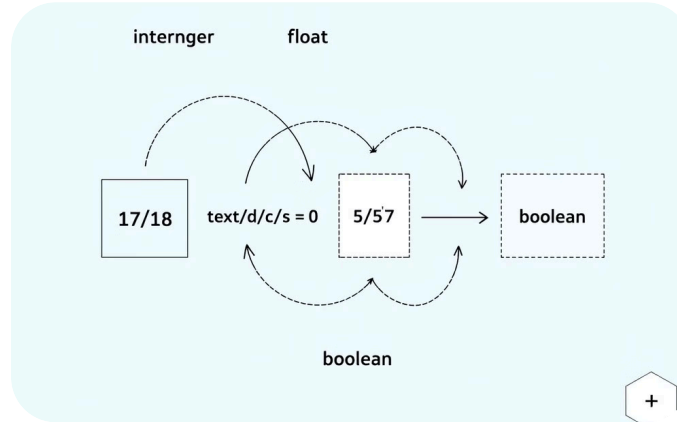 internger float
17/18 text/d/c/s = 0 5/5'7 boolean
boolean
+